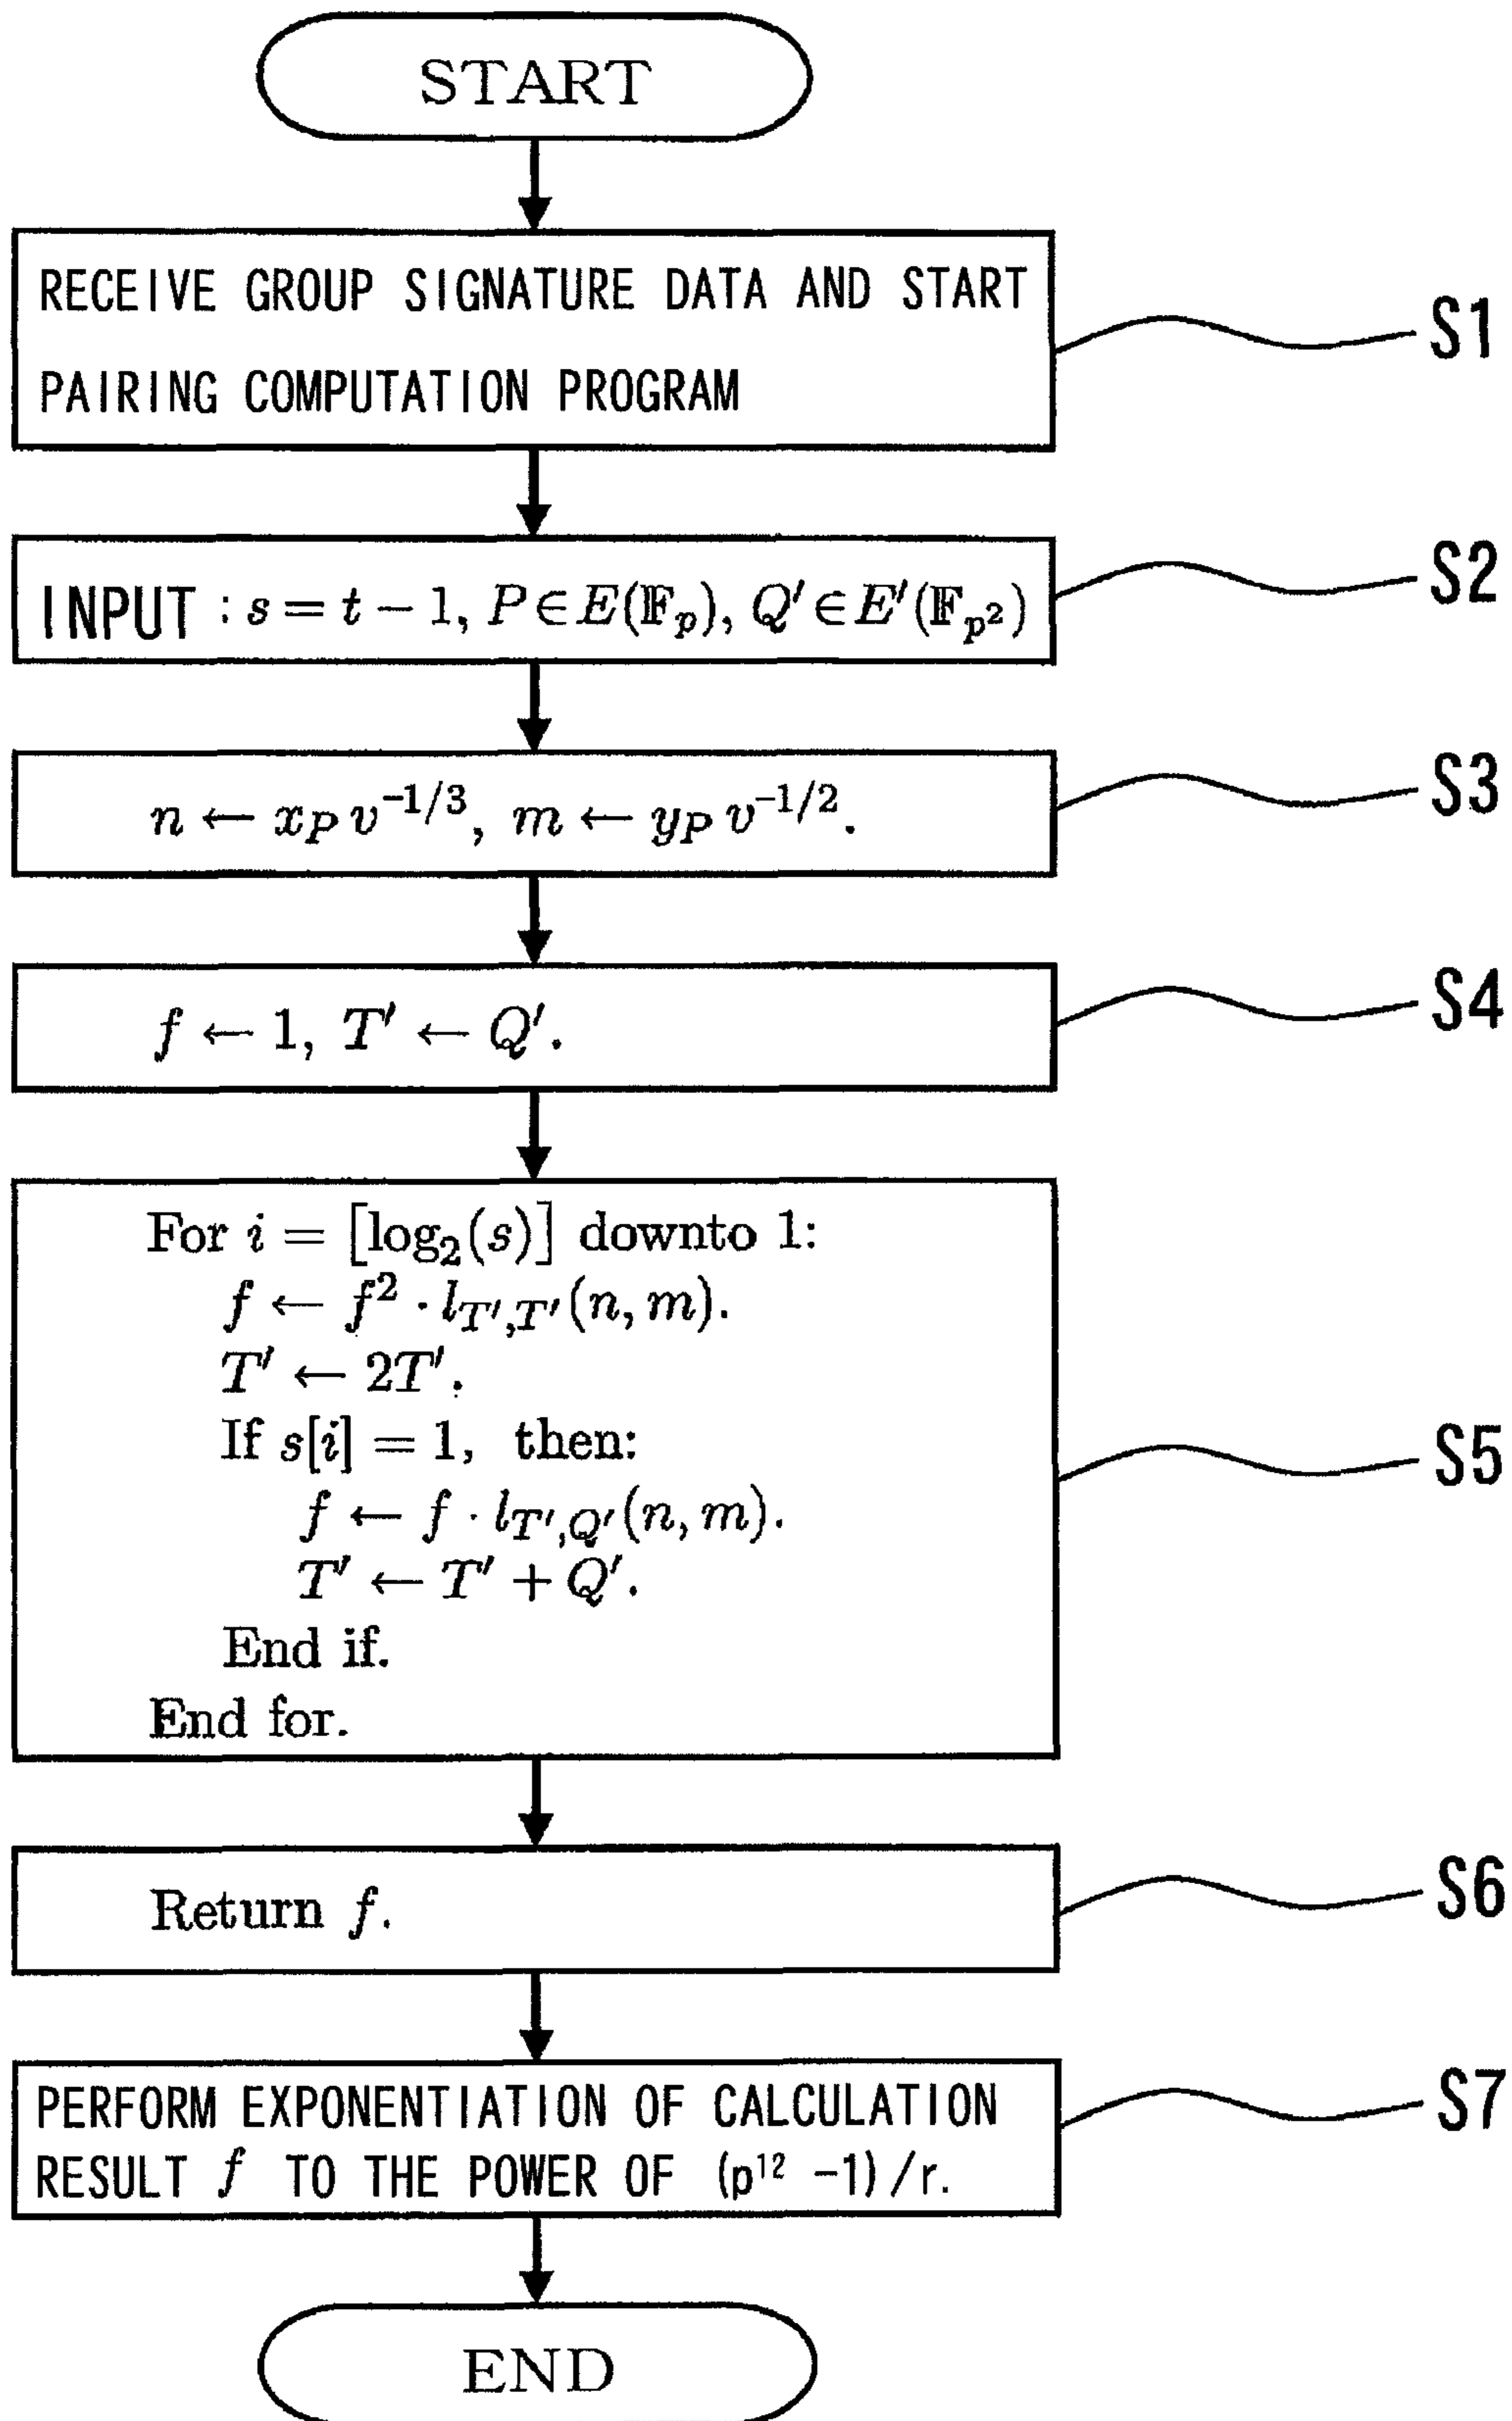 START
RECEIVE GROUP SIGNATURE DATA AND START
PAIRING COMPUTATION PROGRAM
S1
INPUT : s = t − 1, P ∈ E(𝔽_p), Q′ ∈ E′(𝔽_{p²})
S2
n ← x_P v^{-1/3}, m ← y_P v^{-1/2}.
S3
f ← 1, T′ ← Q′.
S4
For i = [log₂(s)] downto 1:
f ← f² · l_{T′,T′}(n, m).
T′ ← 2T′.
If s[i] = 1, then:
f ← f · l_{T′,Q′}(n, m).
T′ ← T′ + Q′.
End if.
End for.
S5
Return f.
S6
PERFORM EXPONENTIATION OF CALCULATION
RESULT f TO THE POWER OF (p¹² -1)/r.
S7
END